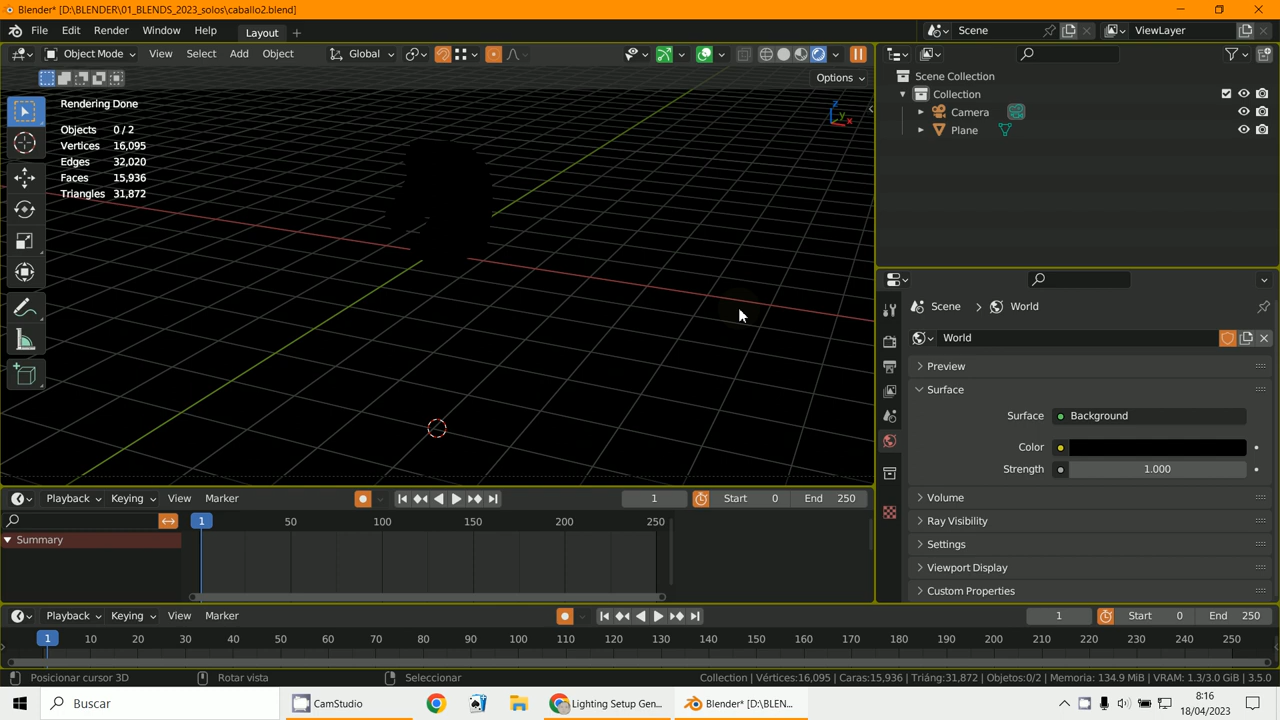 Blender* [D:\BLENDER\01_BLENDS_2023_solos\caballo2.blend]
File Edit Render Window Help Layout + Scene ViewLayer
Object Mode View Select Add Object Global
Options
Rendering Done
Objects 0 / 2
Vertices 16,095
Edges 32,020
Faces 15,936
Triangles 31,872
Z
Y
X
Scene Collection
Collection
Camera
Plane
Scene > World
World
Preview
Surface
Surface Background
Color
Strength 1.000
Volume
Ray Visibility
Settings
Viewport Display
Custom Properties
Playback Keying View Marker 1 Start 0 End 250
1 50 100 150 200 250
Summary
Playback Keying View Marker 1 Start 0 End 250
1 10 20 30 40 50 60 70 80 90 100 110 120 130 140 150 160 170 180 190 200 210 220 230 240 250
Posicionar cursor 3D Rotar vista Seleccionar Collection | Vértices:16,095 | Caras:15,936 | Triáng:31,872 | Objetos:0/2 | Memoria: 134.9 MiB | VRAM: 1.3/3.0 GiB | 3.5.0
Buscar CamStudio Lighting Setup Gen... Blender* [D:\BLEN... 8:16
18/04/2023